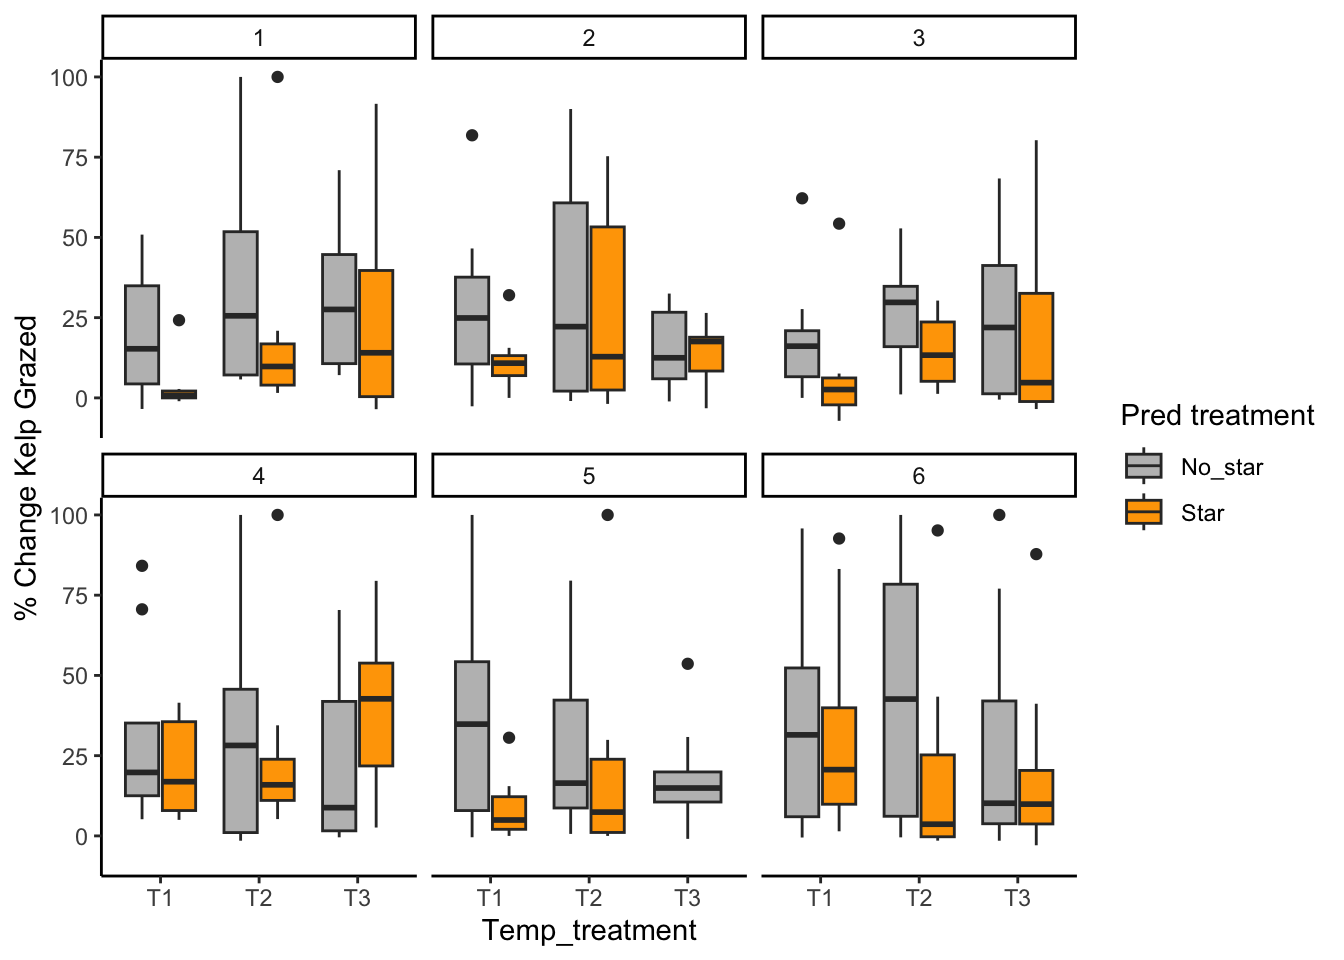 1 2 3
100
75
50
25
0
4 5 6
100
75
50
25
0
T1 T2 T3 T1 T2 T3 T1 T2 T3
Temp_treatment
% Change Kelp Grazed
Pred treatment
No_star
Star